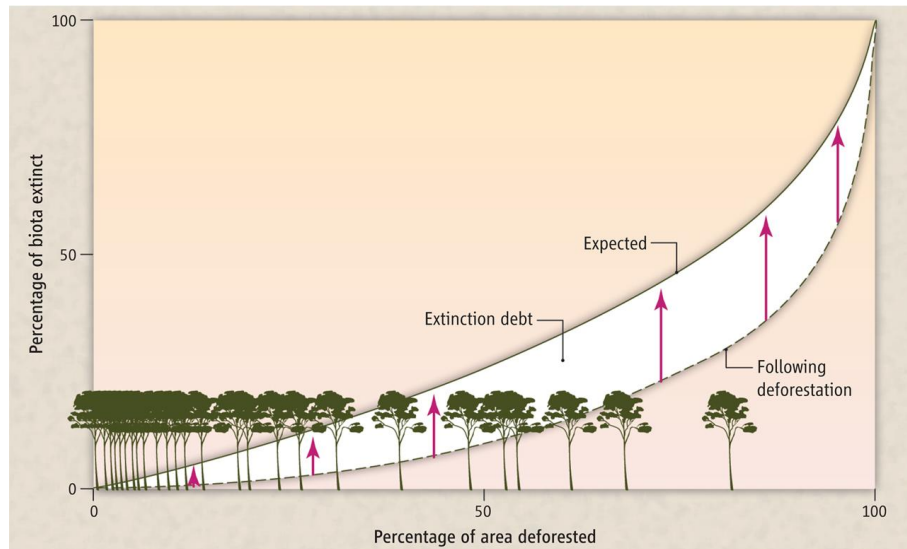 100
50
0
Percentage of biota extinct
Expected
Extinction debt
Following
deforestation
0
50
100
Percentage of area deforested